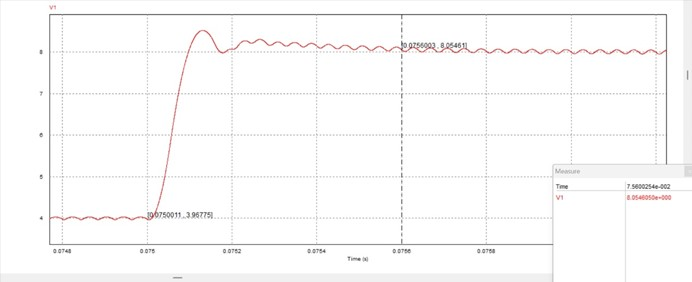 V1
8
7
6
5
4
[0.0756003 , 8.05461]
[0.0750011 , 3.95775]
0.0748
0.075
0.0752
0.0754
0.0756
0.0758
Time (s)
Measure
Time 7.5600254e-002
V1 8.0546050e+000